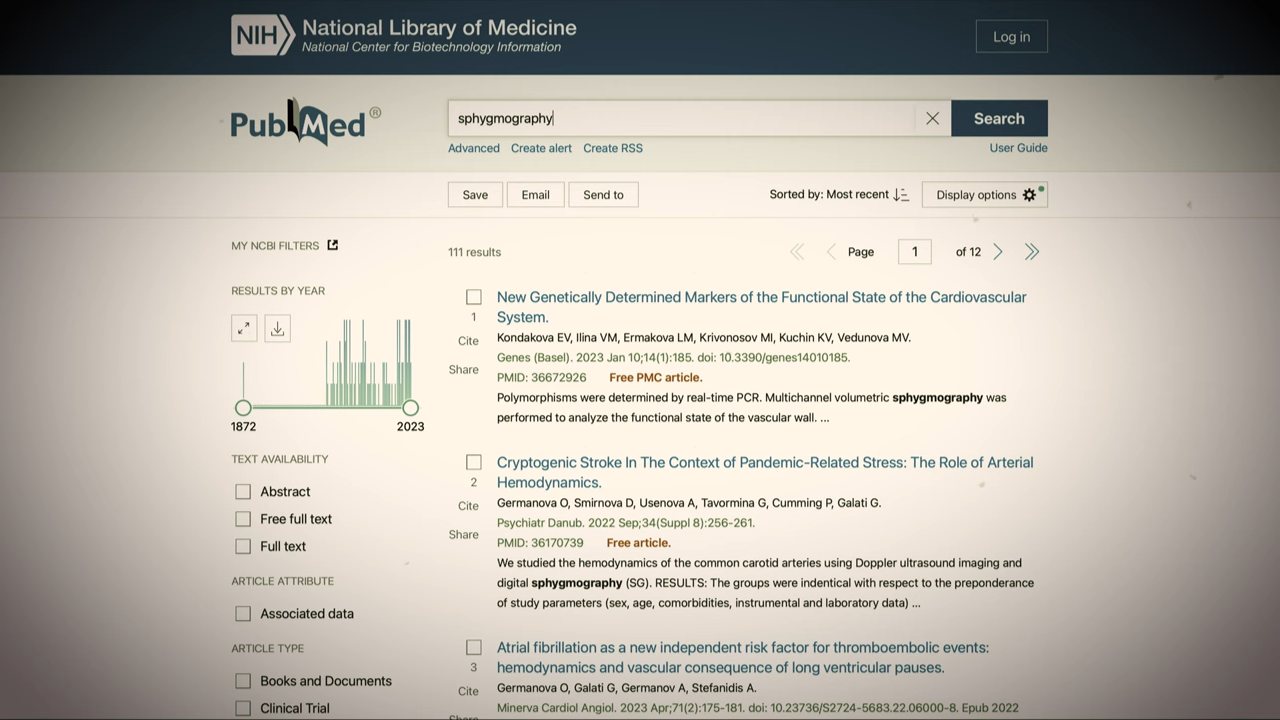 NIH National Library of Medicine
National Center for Biotechnology Information
Log in
PubMed®
sphygmography
Search
Advanced Create alert Create RSS
User Guide
Save Email Send to
Sorted by: Most recent
Display options
MY NCBI FILTERS
111 results
Page 1 of 12
RESULTS BY YEAR
1872 2023
TEXT AVAILABILITY
Abstract
Free full text
Full text
ARTICLE ATTRIBUTE
Associated data
ARTICLE TYPE
Books and Documents
Clinical Trial
New Genetically Determined Markers of the Functional State of the Cardiovascular
System.
1
Cite
Share
Kondakova EV, Ilina VM, Ermakova LM, Krivonosov MI, Kuchin KV, Vedunova MV.
Genes (Basel). 2023 Jan 10;14(1):185. doi: 10.3390/genes14010185.
PMID: 36672926 Free PMC article.
Polymorphisms were determined by real-time PCR. Multichannel volumetric sphygmography was
performed to analyze the functional state of the vascular wall. ...
Cryptogenic Stroke In The Context of Pandemic-Related Stress: The Role of Arterial
Hemodynamics.
2
Cite
Share
Germanova O, Smirnova D, Usenova A, Tavormina G, Cumming P, Galati G.
Psychiatr Danub. 2022 Sep;34(Suppl 8):256-261.
PMID: 36170739 Free article.
We studied the hemodynamics of the common carotid arteries using Doppler ultrasound imaging and
digital sphygmography (SG). RESULTS: The groups were indentical with respect to the preponderance
of study parameters (sex, age, comorbidities, instrumental and laboratory data) ...
Atrial fibrillation as a new independent risk factor for thromboembolic events:
hemodynamics and vascular consequence of long ventricular pauses.
3
Cite
Share
Germanova O, Galati G, Germanov A, Stefanidis A.
Minerva Cardiol Angiol. 2023 Apr;71(2):175-181. doi: 10.23736/S2724-5683.22.06000-8. Epub 2022